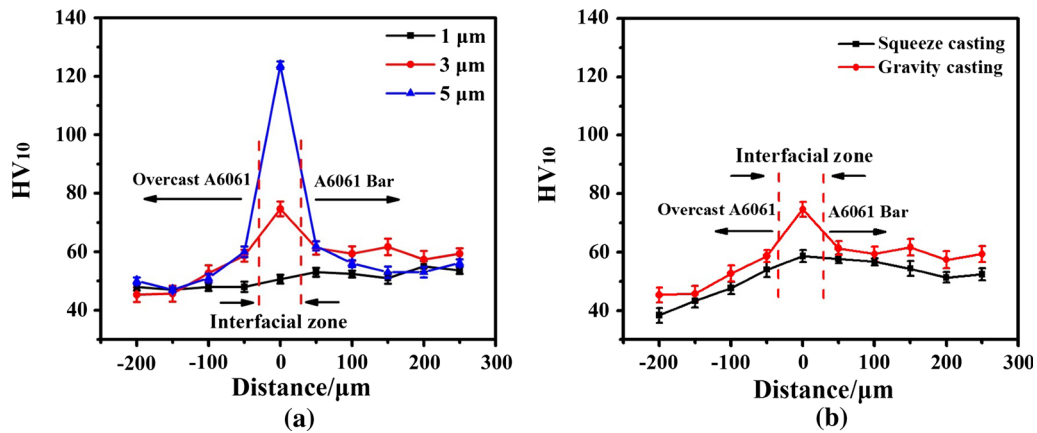 140
120
100
80
60
40
HV10
1 μm
3 μm
5 μm
Overcast A6061
A6061 Bar
Interfacial zone
-200
-100
0
100
200
300
Distance/μm
(a)
140
120
100
80
60
40
HV10
Squeeze casting
Gravity casting
Interfacial zone
Overcast A6061
A6061 Bar
-200
-100
0
100
200
300
Distance/μm
(b)